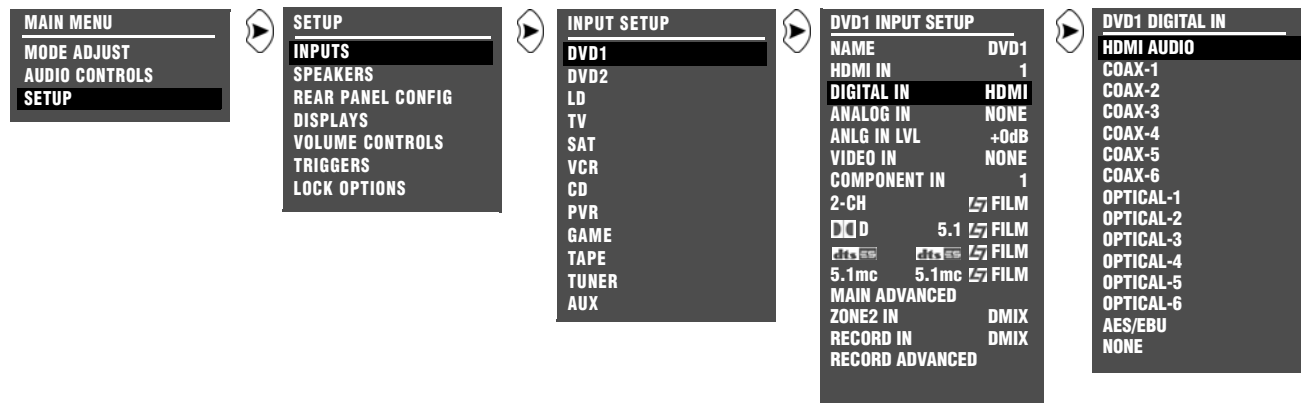 MAIN MENU
MODE ADJUST
AUDIO CONTROLS
SETUP
SETUP
INPUTS
SPEAKERS
REAR PANEL CONFIG
DISPLAYS
VOLUME CONTROLS
TRIGGERS
LOCK OPTIONS
INPUT SETUP
DVD1
DVD2
LD
TV
SAT
VCR
CD
PVR
GAME
TAPE
TUNER
AUX
DVD1 INPUT SETUP
NAME DVD1
HDMI IN 1
DIGITAL IN HDMI
ANALOG IN NONE
ANLG IN LVL +0dB
VIDEO IN NONE
COMPONENT IN 1
2-CH FILM
D 5.1 FILM
dts ES dts ES FILM
5.1mc 5.1mc FILM
MAIN ADVANCED
ZONE2 IN DMIX
RECORD IN DMIX
RECORD ADVANCED
DVD1 DIGITAL IN
HDMI AUDIO
COAX-1
COAX-2
COAX-3
COAX-4
COAX-5
COAX-6
OPTICAL-1
OPTICAL-2
OPTICAL-3
OPTICAL-4
OPTICAL-5
OPTICAL-6
AES/EBU
NONE